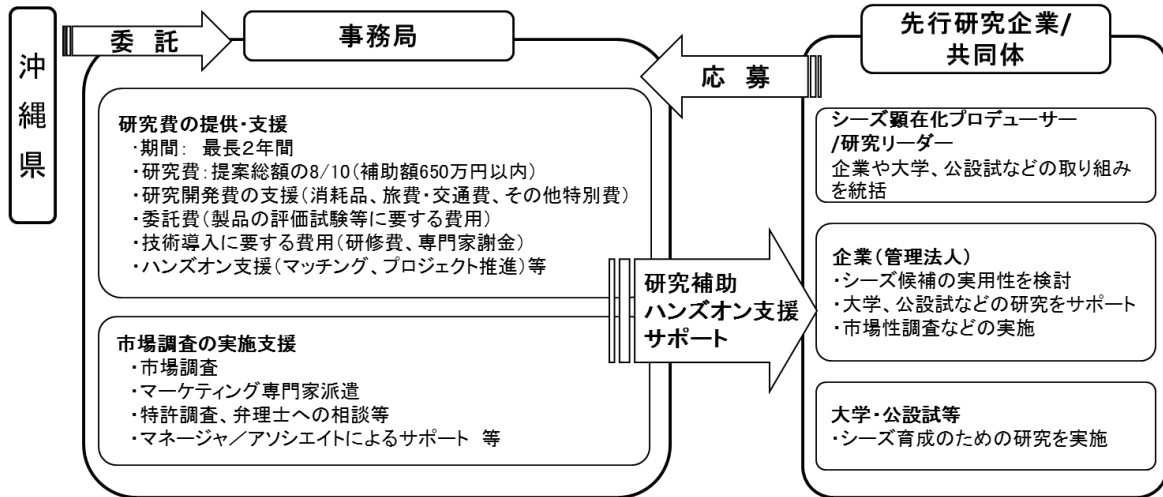 沖縄県
委 託
事務局
研究費の提供・支援
・期間： 最長2年間
・研究費：提案総額の8/10(補助額650万円以内)
・研究開発費の支援(消耗品、旅費・交通費、その他特別費)
・委託費(製品の評価試験等に要する費用)
・技術導入に要する費用(研修費、専門家謝金)
・ハンズオン支援(マッチング、プロジェクト推進)等
市場調査の実施支援
・市場調査
・マーケティング専門家派遣
・特許調査、弁理士への相談等
・マネージャ／アソシエイトによるサポート 等
応 募
研究補助
ハンズオン支援
サポート
先行研究企業/
共同体
シーズ顕在化プロデューサー
/研究リーダー
企業や大学、公設試などの取り組み
を統括
企業(管理法人)
・シーズ候補の実用性を検討
・大学、公設試などの研究をサポート
・市場性調査などの実施
大学・公設試等
・シーズ育成のための研究を実施